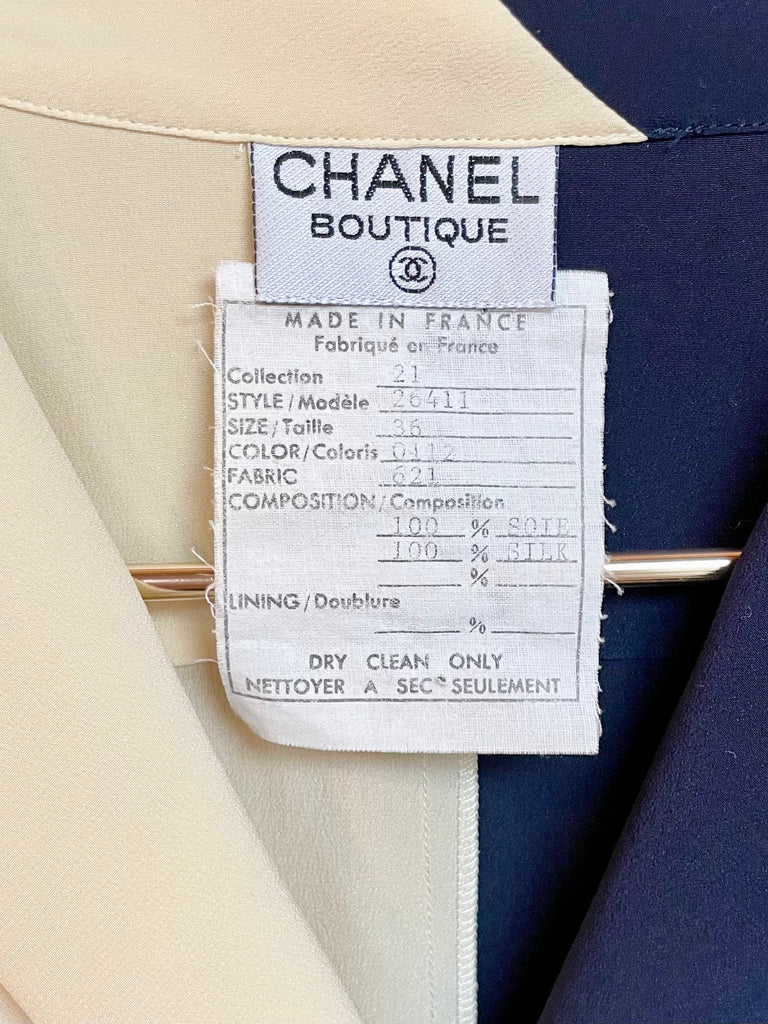 CHANEL
BOUTIQUE
MADE IN FRANCE
Fabriqué en France
Collection 21
STYLE/Modèle 26411
SIZE/Taille 36
COLOR/Coloris 0112
FABRIC 621
COMPOSITION/Composition
100 % SOIE
100 % SILK
%
LINING/Doublure
%
DRY CLEAN ONLY
NETTOYER A SEC SEULEMENT